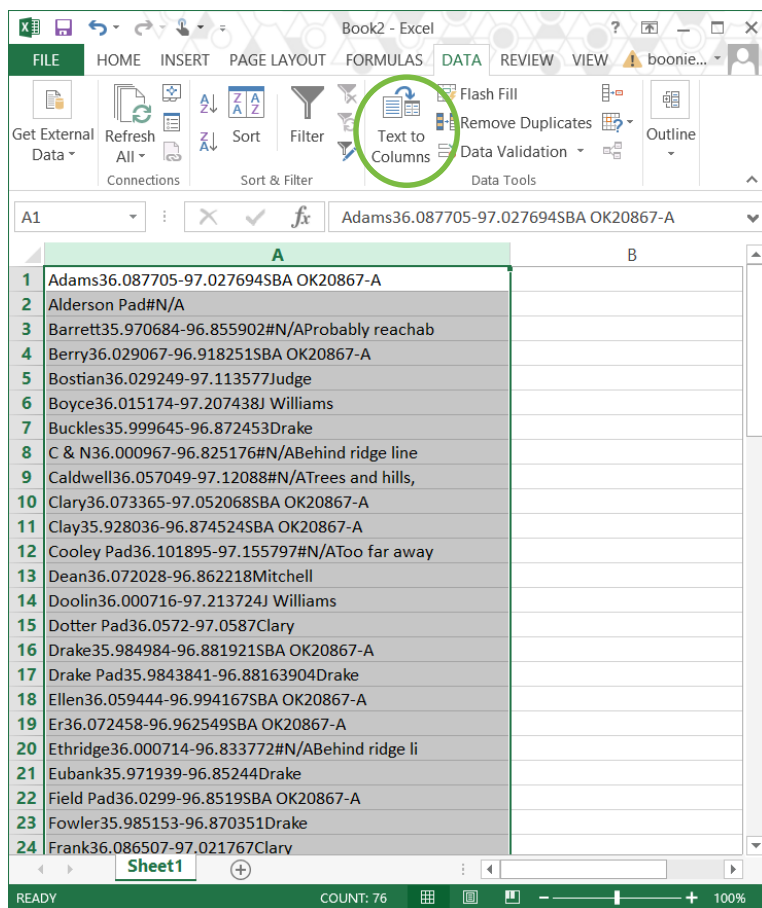 Book2 - Excel
FILE HOME INSERT PAGE LAYOUT FORMULAS DATA REVIEW VIEW boonie...
Get External Data
Refresh All
Sort
Filter
Text to Columns
Flash Fill
Remove Duplicates
Data Validation
Outline
Connections
Sort & Filter
Data Tools
A1 fx Adams36.087705-97.027694SBA OK20867-A
A B
1 Adams36.087705-97.027694SBA OK20867-A
2 Alderson Pad#N/A
3 Barrett35.970684-96.855902#N/AProbably reachab
4 Berry36.029067-96.918251SBA OK20867-A
5 Bostian36.029249-97.113577Judge
6 Boyce36.015174-97.207438J Williams
7 Buckles35.999645-96.872453Drake
8 C & N36.000967-96.825176#N/ABehind ridge line
9 Caldwell36.057049-97.12088#N/ATrees and hills,
10 Clary36.073365-97.052068SBA OK20867-A
11 Clay35.928036-96.874524SBA OK20867-A
12 Cooley Pad36.101895-97.155797#N/AToo far away
13 Dean36.072028-96.862218Mitchell
14 Doolin36.000716-97.213724J Williams
15 Dotter Pad36.0572-97.0587Clary
16 Drake35.984984-96.881921SBA OK20867-A
17 Drake Pad35.9843841-96.88163904Drake
18 Ellen36.059444-96.994167SBA OK20867-A
19 Er36.072458-96.962549SBA OK20867-A
20 Ethridge36.000714-96.833772#N/ABehind ridge li
21 Eubank35.971939-96.85244Drake
22 Field Pad36.0299-96.8519SBA OK20867-A
23 Fowler35.985153-96.870351Drake
24 Frank36.086507-97.021767Clary
Sheet1
READY COUNT: 76 100%